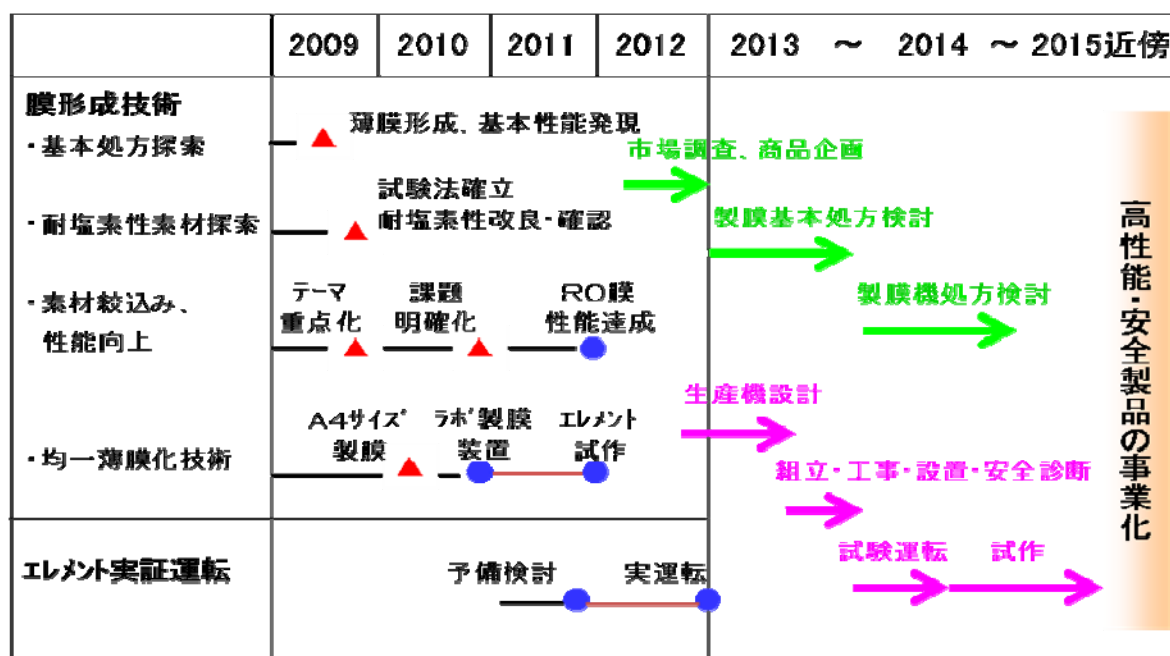 2009
2010
2011
2012
2013 ～ 2014 ～ 2015近傍
膜形成技術
・基本処方探索
薄膜形成、基本性能発現
市場調査、商品企画
・耐塩素性素材探索
試験法確立
耐塩素性改良・確認
製膜基本処方検討
・素材絞込み、
性能向上
テーマ
重点化
課題
明確化
RO膜
性能達成
製膜機処方検討
・均一薄膜化技術
A4サイズ
製膜
ラボ製膜
装置
エレメント
試作
生産機設計
組立・工事・設置・安全診断
エレメント実証運転
予備検討
実運転
試験運転
試作
高性能・安全製品の事業化